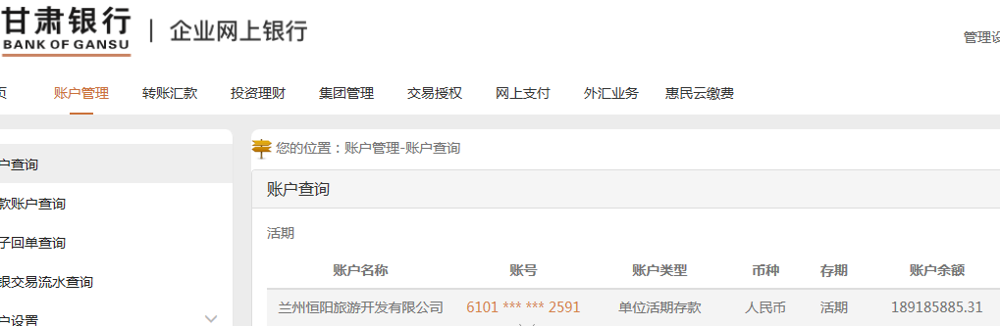 甘肃银行
BANK OF GANSU
企业网上银行
管理设
页 账户管理 转账汇款 投资理财 集团管理 交易授权 网上支付 外汇业务 惠民云缴费
您的位置：账户管理-账户查询
户查询
账户查询
款账户查询
子回单查询
活期
银交易流水查询
账户名称 账号 账户类型 币种 存期 账户余额
兰州恒阳旅游开发有限公司 6101 *** *** 2591 单位活期存款 人民币 活期 189185885.31
户设置